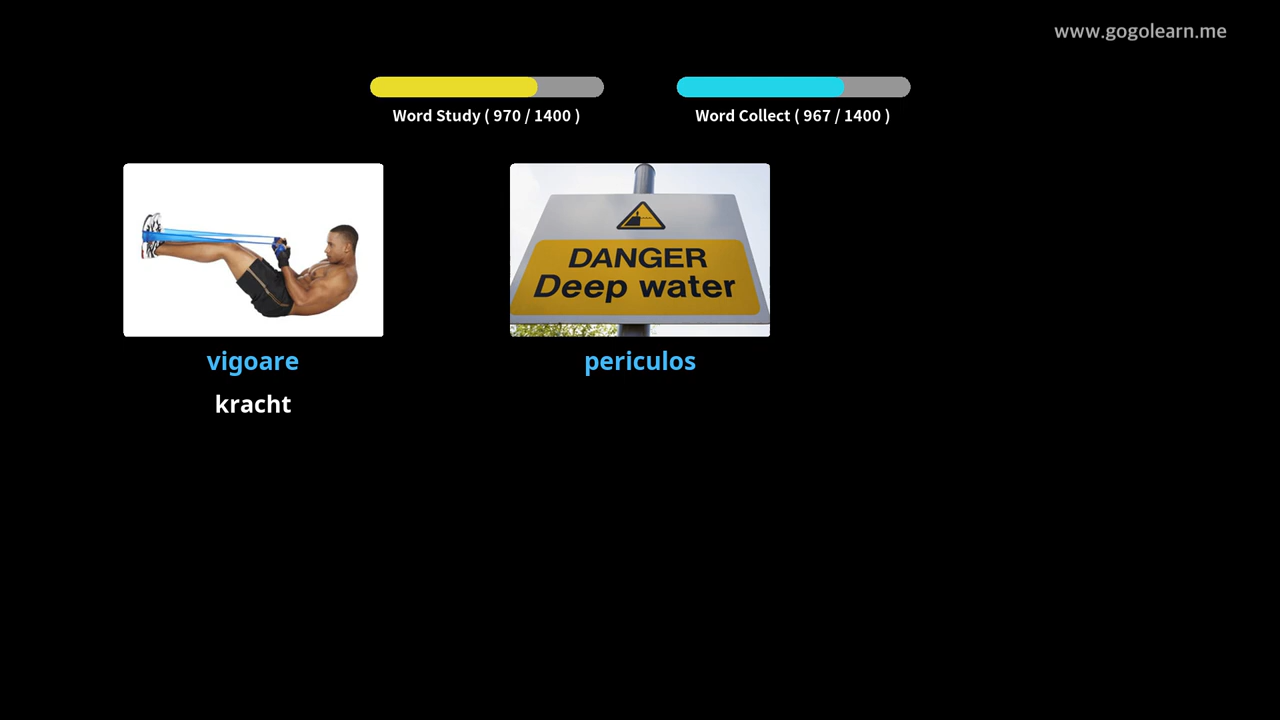 www.gogolearn.me
Word Study ( 970 / 1400 )
Word Collect ( 967 / 1400 )
DANGER
Deep water
vigoare
periculos
kracht